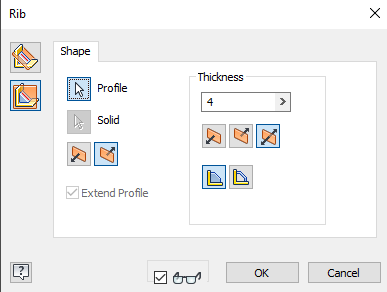 Rib
Shape
Profile
Solid
Extend Profile
Thickness
4
?
OK
Cancel